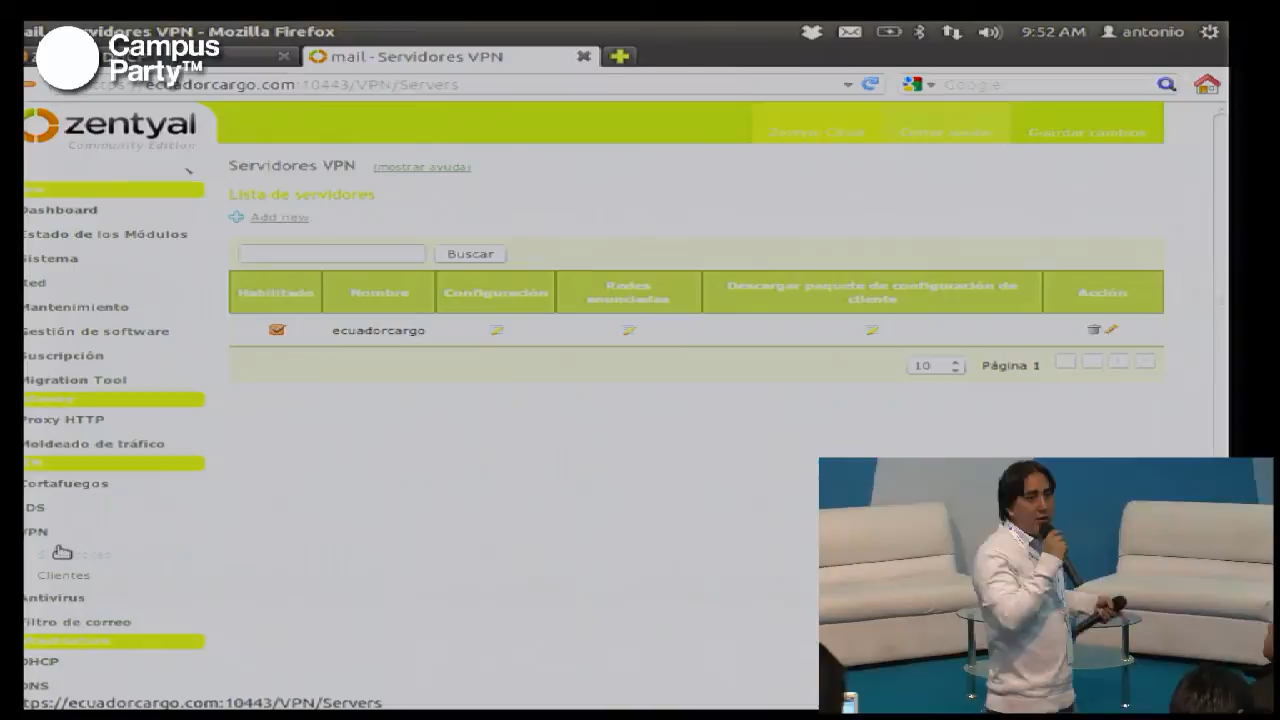 ail - Servidores VPN - Mozilla Firefox
9:52 AM
antonio
Campus
Party™
mail - Servidores VPN
ecuadorcargo.com:10443/VPN/Servers
Google
zentyal
Community Edition
Guardar cambios
Servidores VPN
(mostrar ayuda)
Lista de servidores
Add new
Buscar
Habilitado
Nombre
Configuración
Redes
anunciadas
Descargar paquete de configuración de
cliente
Acción
ecuadorcargo
10
Página 1
Dashboard
Estado de los Módulos
Sistema
Red
Mantenimiento
Gestión de software
Suscripción
Migration Tool
Proxy HTTP
Moldeado de tráfico
Cortafuegos
IDS
VPN
Clientes
Antivirus
Filtro de correo
DHCP
DNS
tps://ecuadorcargo.com:10443/VPN/Servers